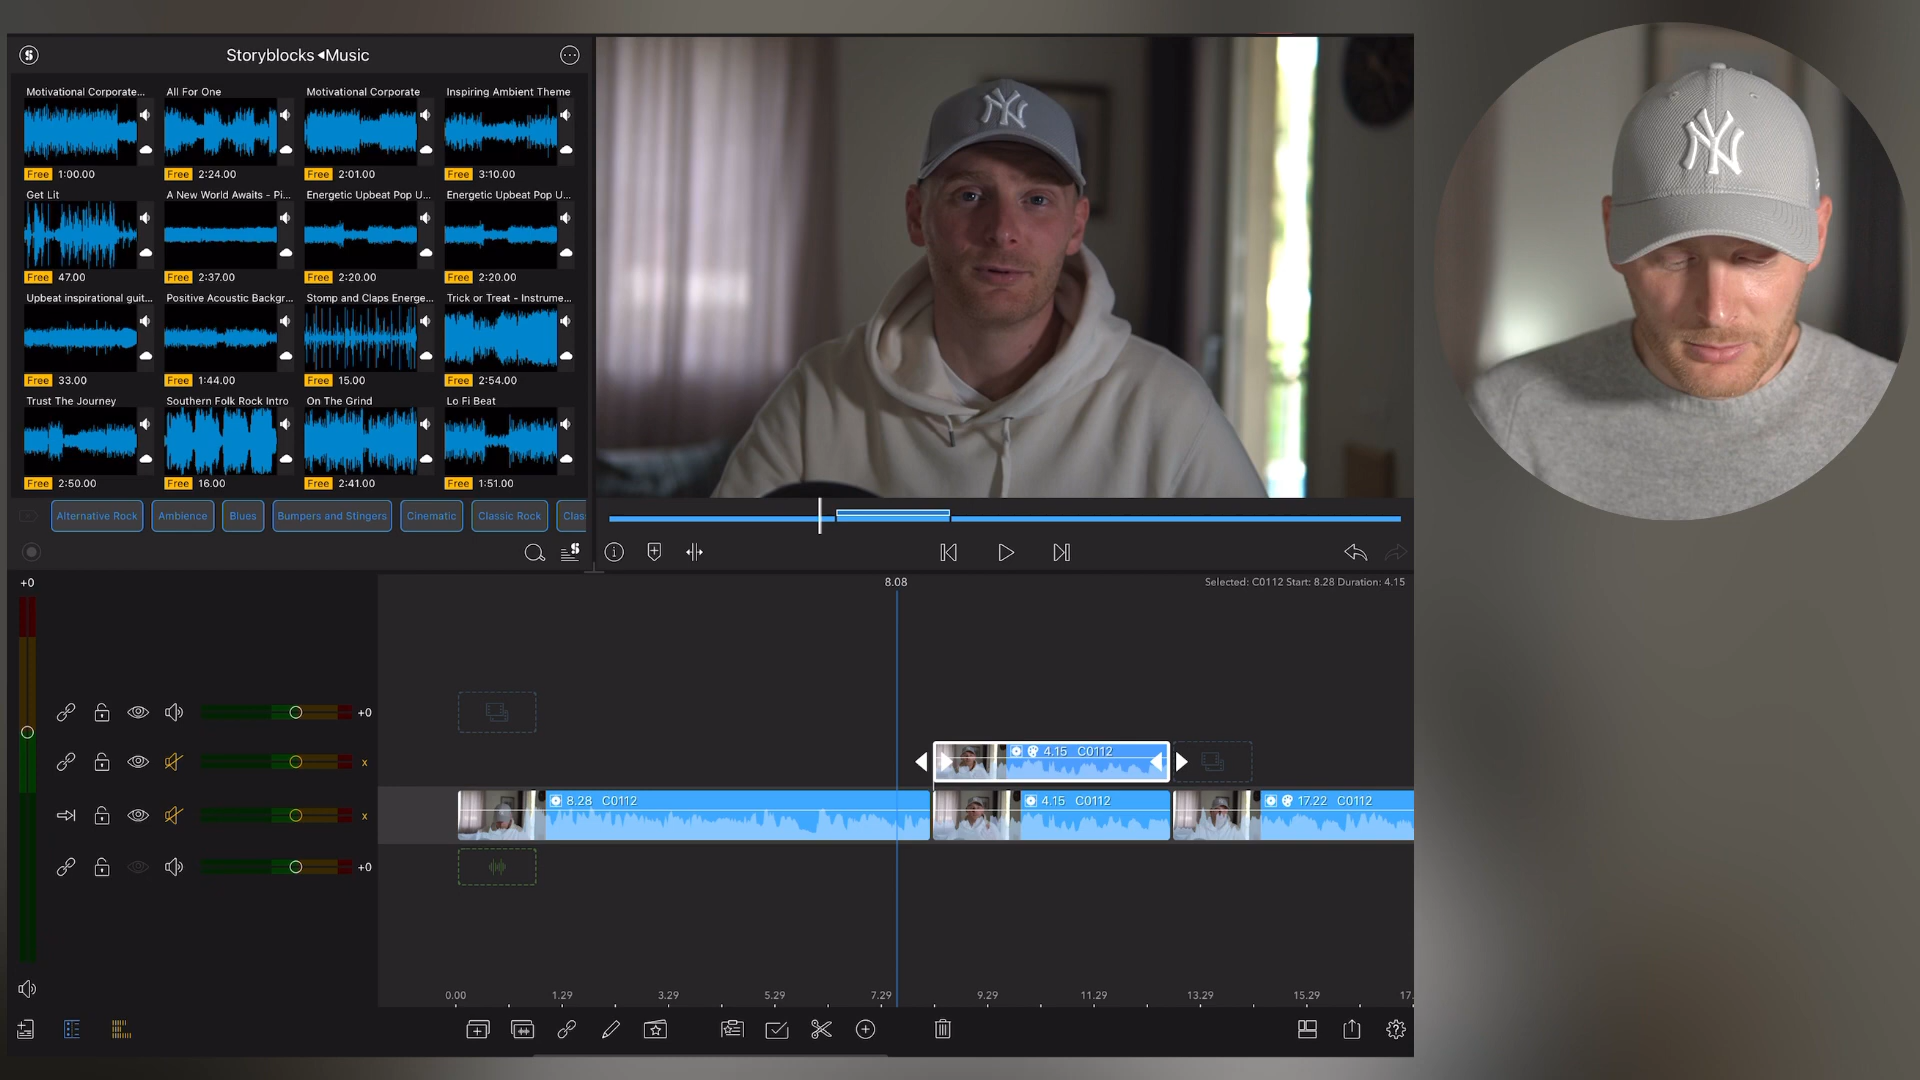 Storyblocks ◂Music
Motivational Corporate... All For One Motivational Corporate Inspiring Ambient Theme
Free 1:00.00 Free 2:24.00 Free 2:01.00 Free 3:10.00
Get Lit A New World Awaits - Pi... Energetic Upbeat Pop U... Energetic Upbeat Pop U...
Free 47.00 Free 2:37.00 Free 2:20.00 Free 2:20.00
Upbeat inspirational guit... Positive Acoustic Backgr... Stomp and Claps Energe... Trick or Treat - Instrume...
Free 33.00 Free 1:44.00 Free 15.00 Free 2:54.00
Trust The Journey Southern Folk Rock Intro On The Grind Lo Fi Beat
Free 2:50.00 Free 16.00 Free 2:41.00 Free 1:51.00
Alternative Rock Ambience Blues Bumpers and Stingers Cinematic Classic Rock Clas
NY
NY
+0 8.08 Selected: C0112 Start: 8.28 Duration: 4.15
+0
x 4.15 C0112
8.28 C0112 4.15 C0112 17.22 C0112
x
+0
0.00 1.29 3.29 5.29 7.29 9.29 11.29 13.29 15.29 17.